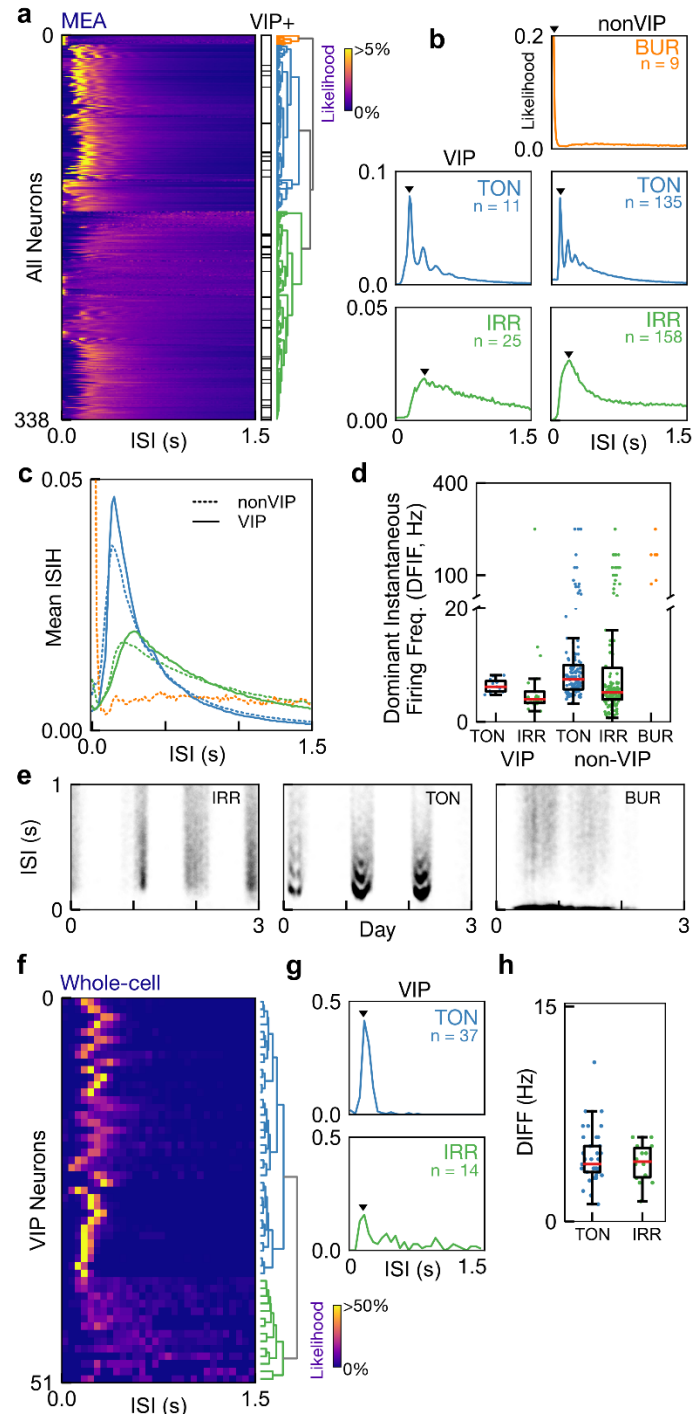 a
MEA
VIP+
0
All Neurons
338
0.0
ISI (s)
1.5
Likelihood
>5%
0%
b
nonVIP
0.2
Likelihood
0.0
BUR
n = 9
VIP
0.1
0.0
TON
n = 11
TON
n = 135
0.05
0.00
IRR
n = 25
IRR
n = 158
0
1.5
0
ISI (s)
1.5
c
0.05
Mean ISIH
0.00
nonVIP
VIP
0.0
ISI (s)
1.5
d
Dominant Instantaneous
Firing Freq. (DFIF, Hz)
400
100
20
0
TON
IRR
TON
IRR
BUR
VIP
non-VIP
e
1
ISI (s)
0
IRR
TON
BUR
0
3
0
3
0
3
Day
f
Whole-cell
0
VIP Neurons
51
0.0
ISI (s)
1.5
Likelihood
>50%
0%
g
VIP
0.5
0.0
TON
n = 37
0.5
0.0
IRR
n = 14
0
ISI (s)
1.5
h
15
DIFF (Hz)
0
TON
IRR